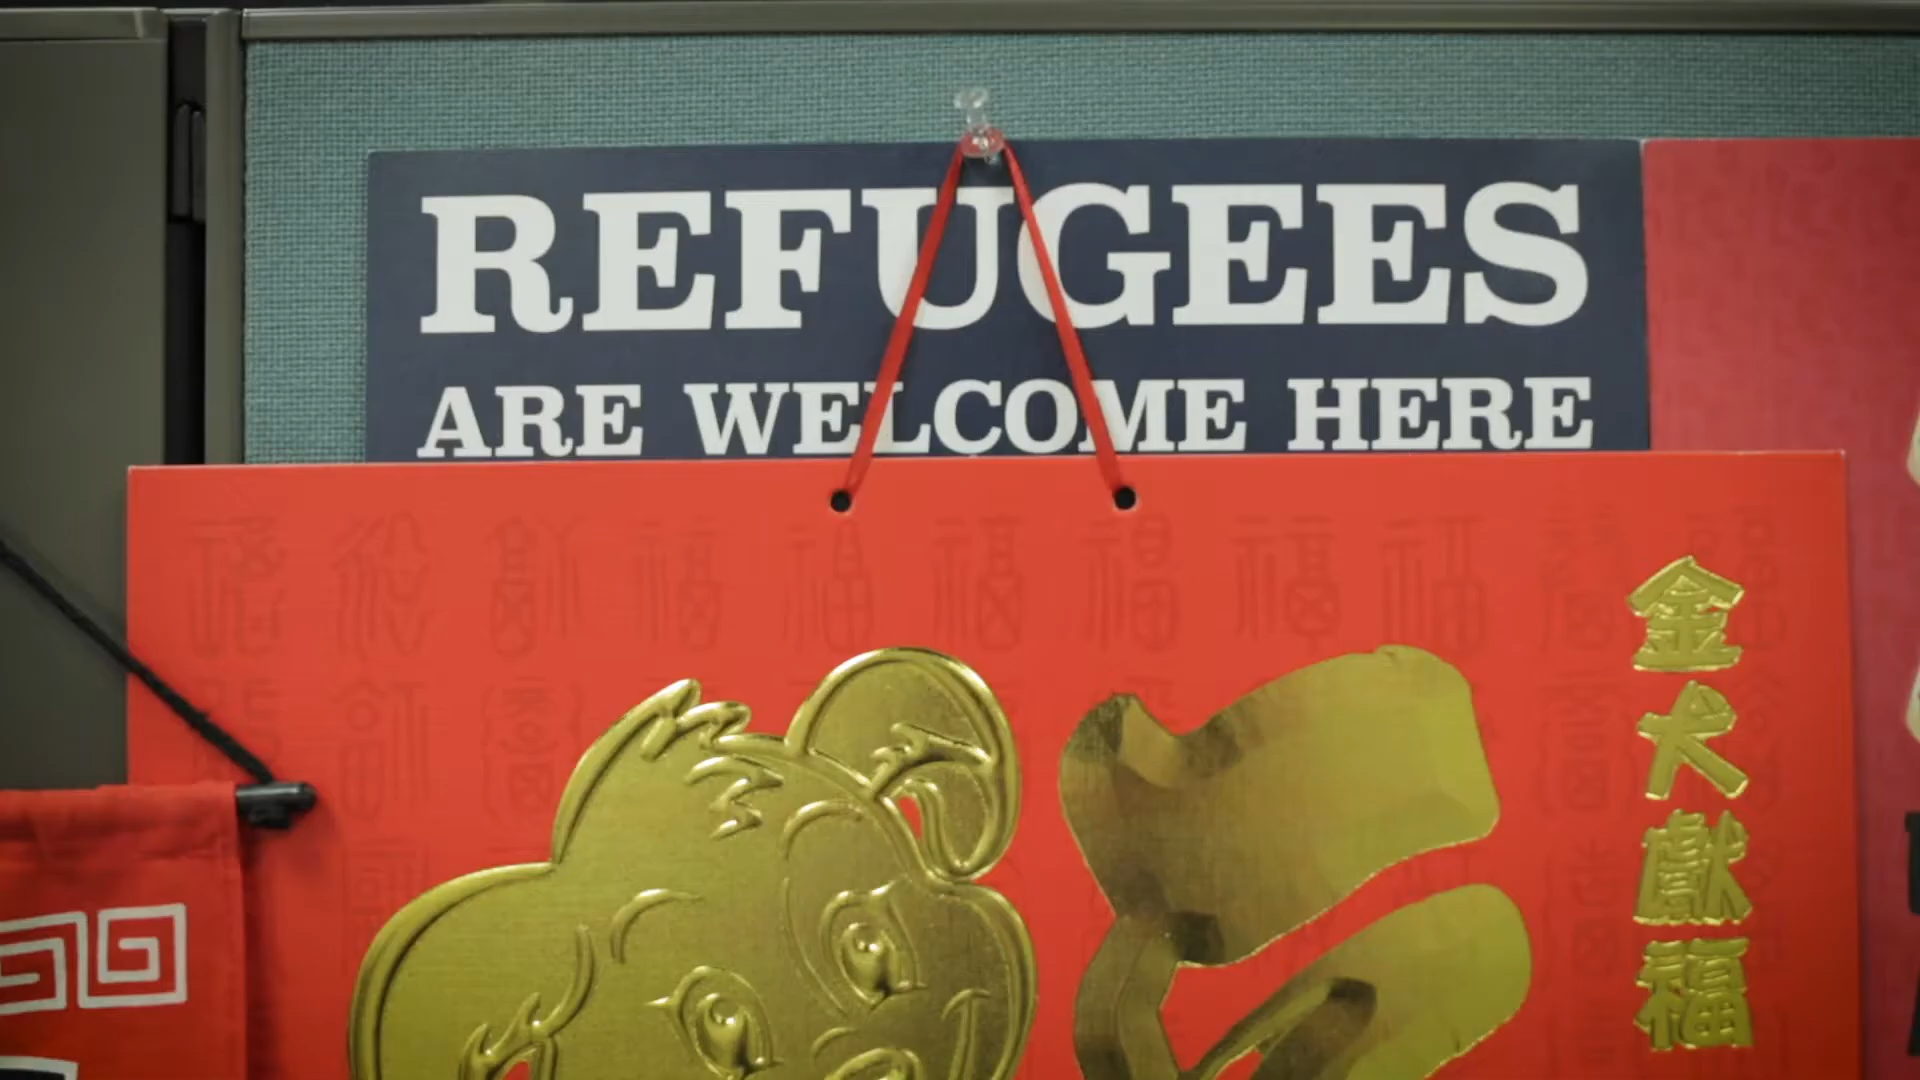 REFUGEES
ARE WELCOME HERE
金犬獻福